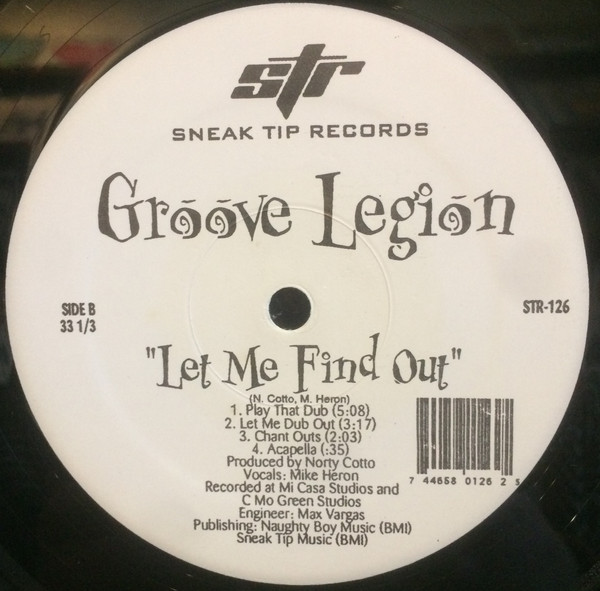 str
SNEAK TIP RECORDS
Groove Legion
SIDE B
33 1/3
STR-126
"Let Me Find Out"
(N. Cotto, M. Heron)
1. Play That Dub (5:08)
2. Let Me Dub Out (3:17)
3. Chant Outs (2:03)
4. Acapella (:35)
Produced by Norty Cotto
Vocals: Mike Heron
Recorded at Mi Casa Studios and
C Mo Green Studios
Engineer: Max Vargas
Publishing: Naughty Boy Music (BMI)
Sneak Tip Music (BMI)
7 44658 0126 2 5